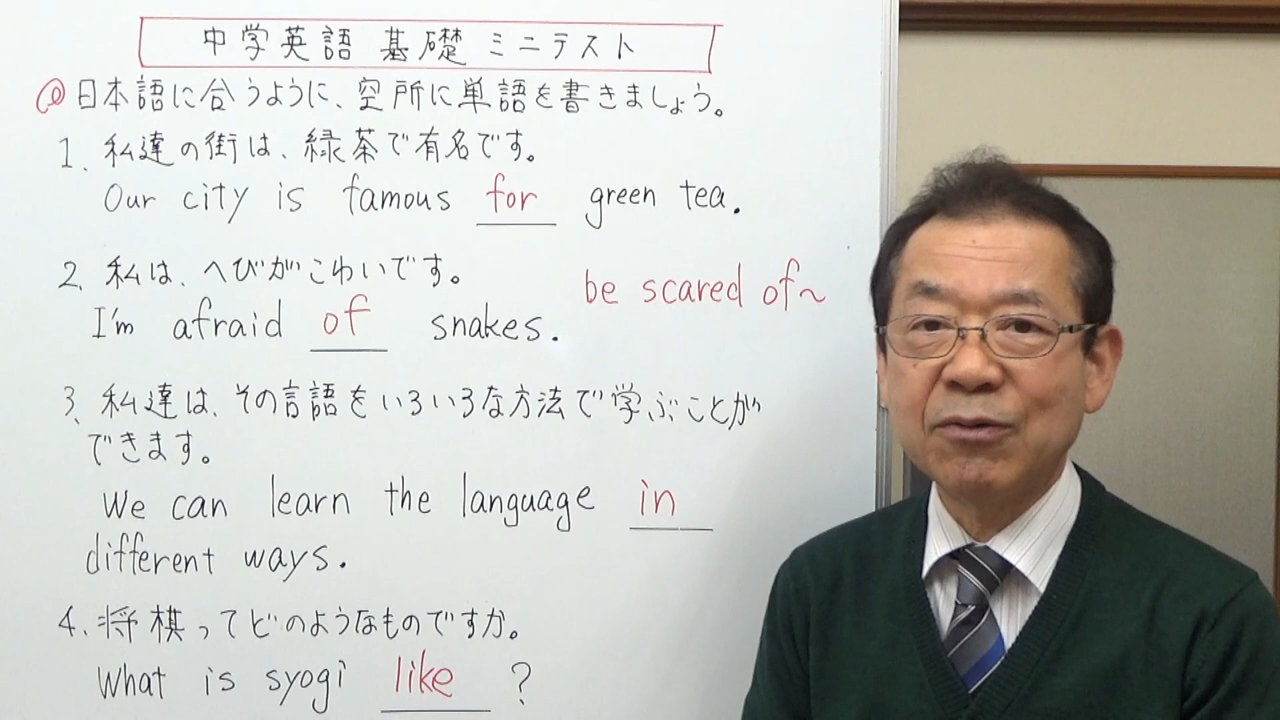 中学英語 基礎 ミニテスト
@日本語に合うように、空所に単語を書きましょう。
1、私達の街は、緑茶で有名です。
Our city is famous for green tea.
2、私は、へびがこわいです。
be scared of~
I'm afraid of snakes.
3、私達は、その言語をいろいろな方法で学ぶことが
できます。
We can learn the language in
different ways.
4、将棋ってどのようなものですか。
What is syogi like ?